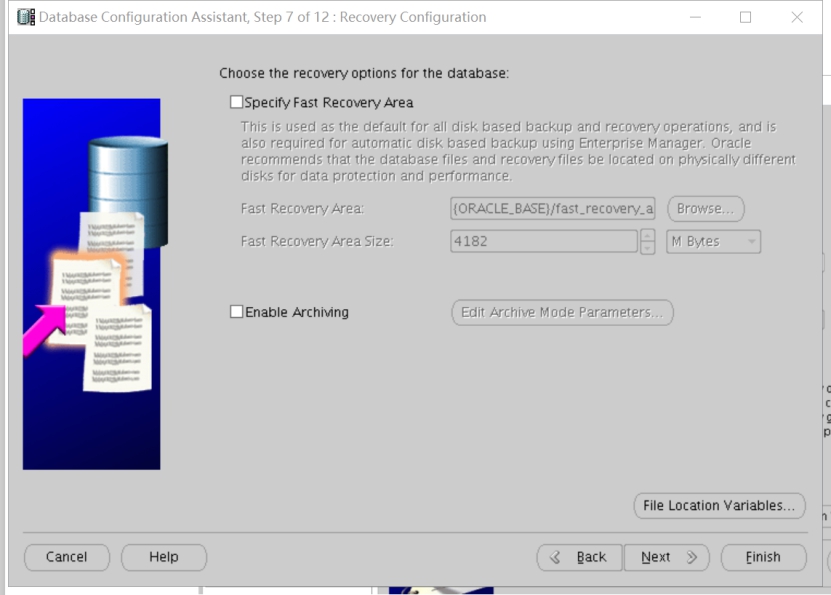 Database Configuration Assistant, Step 7 of 12 : Recovery Configuration
Choose the recovery options for the database:
Specify Fast Recovery Area
This is used as the default for all disk based backup and recovery operations, and is
also required for automatic disk based backup using Enterprise Manager. Oracle
recommends that the database files and recovery files be located on physically different
disks for data protection and performance.
Fast Recovery Area: {ORACLE_BASE}/fast_recovery_a Browse...
Fast Recovery Area Size: 4182 M Bytes
Enable Archiving Edit Archive Mode Parameters...
File Location Variables...
Cancel Help Back Next Finish